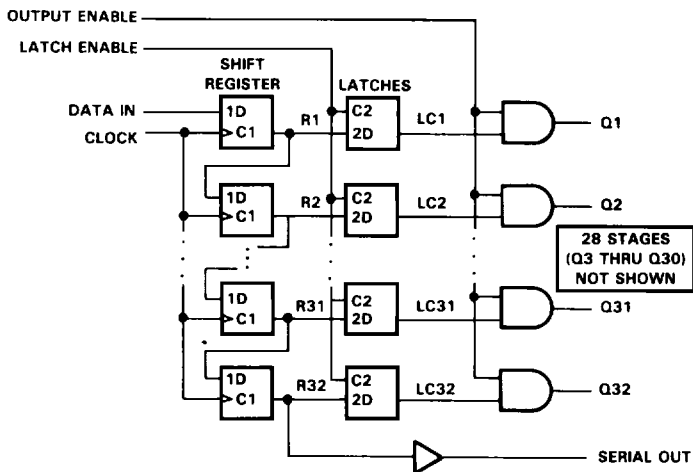 OUTPUT ENABLE
LATCH ENABLE
SHIFT
REGISTER
LATCHES
DATA IN
CLOCK
1D
C1
R1
C2
2D
LC1
Q1
1D
C1
R2
C2
2D
LC2
Q2
28 STAGES
(Q3 THRU Q30)
NOT SHOWN
1D
C1
R31
C2
2D
LC31
Q31
1D
C1
R32
C2
2D
LC32
Q32
SERIAL OUT